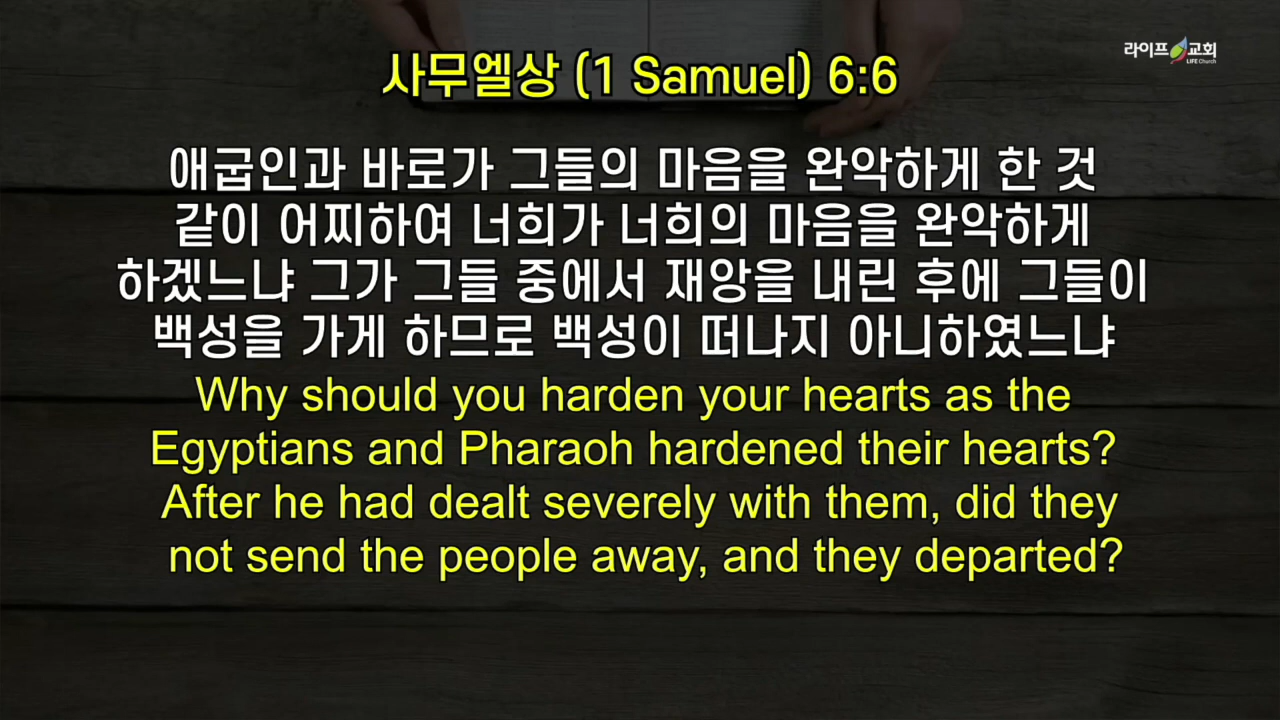 라이프교회
LIFE Church
사무엘상 (1 Samuel) 6:6
애굽인과 바로가 그들의 마음을 완악하게 한 것
같이 어찌하여 너희가 너희의 마음을 완악하게
하겠느냐 그가 그들 중에서 재앙을 내린 후에 그들이
백성을 가게 하므로 백성이 떠나지 아니하였느냐
Why should you harden your hearts as the
Egyptians and Pharaoh hardened their hearts?
After he had dealt severely with them, did they
not send the people away, and they departed?